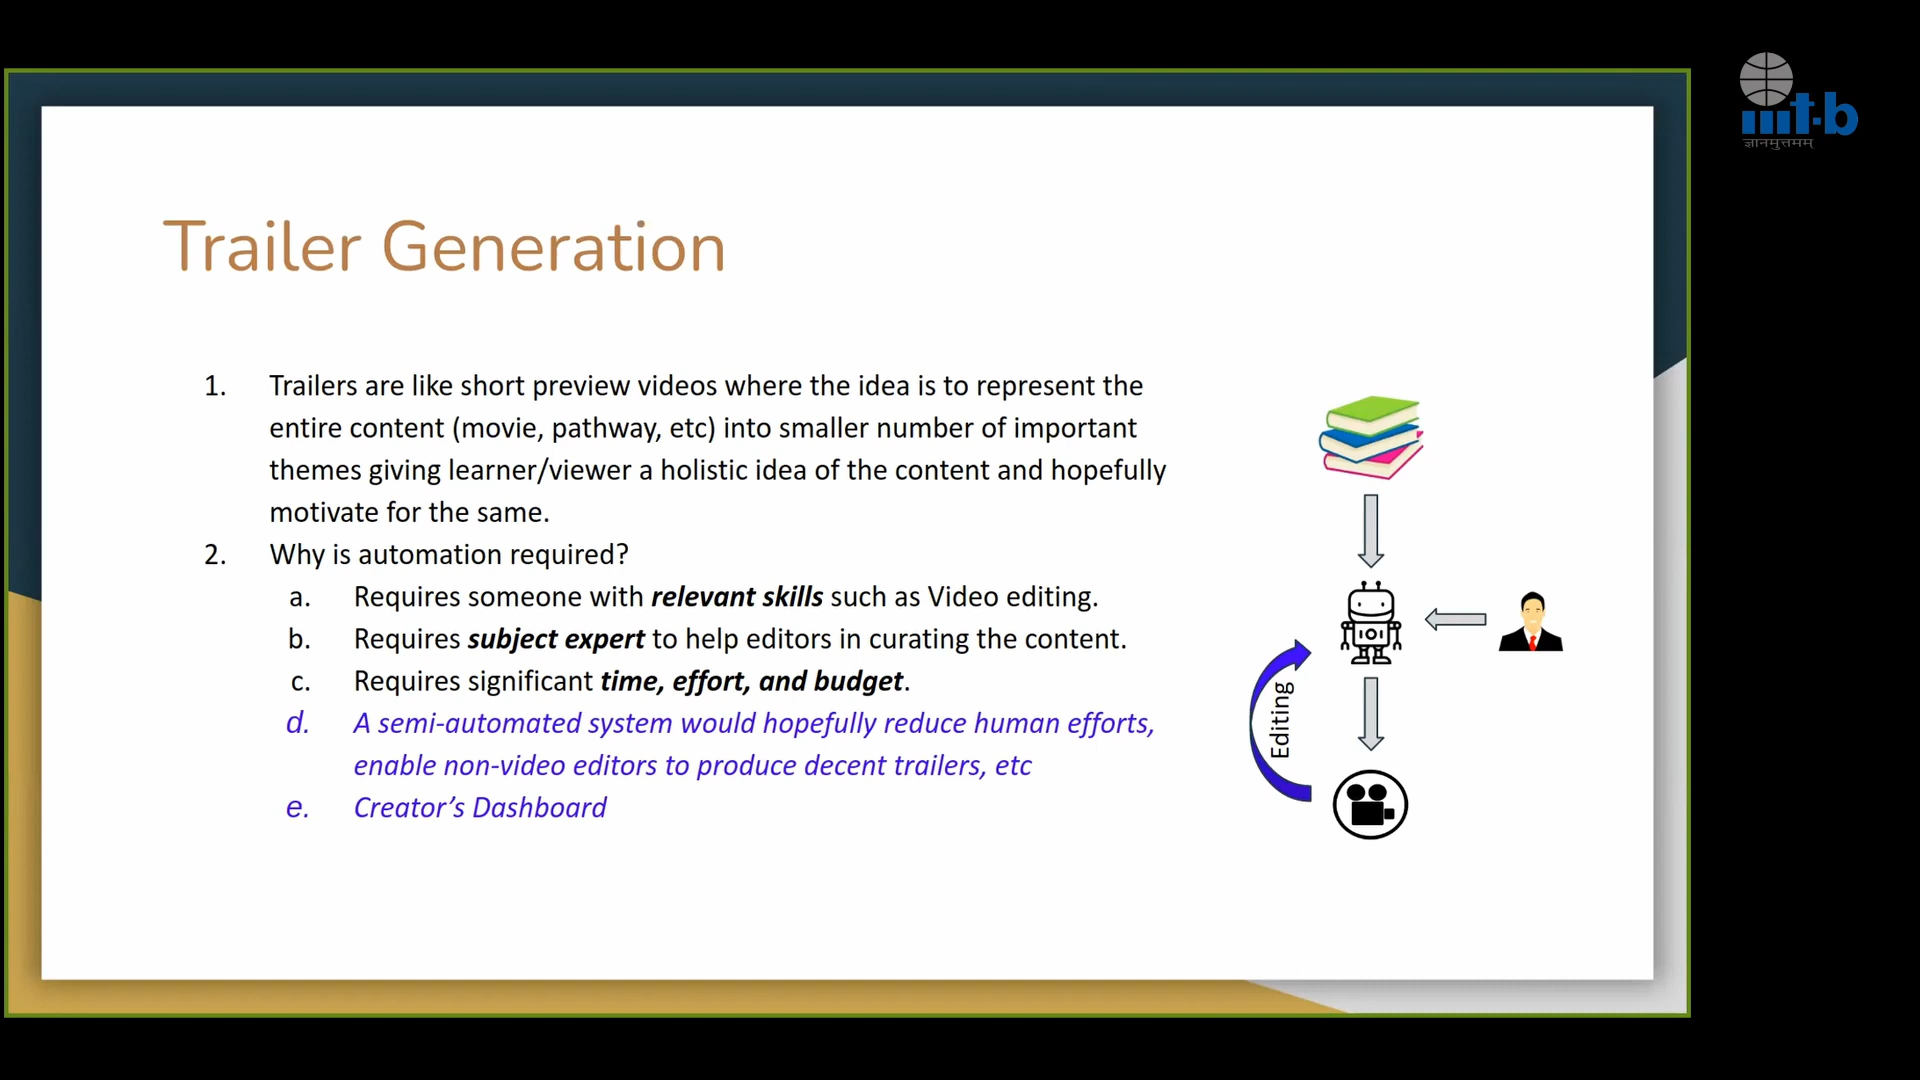 iiit-b
ज्ञानमुत्तमम्
Trailer Generation
1. Trailers are like short preview videos where the idea is to represent the
entire content (movie, pathway, etc) into smaller number of important
themes giving learner/viewer a holistic idea of the content and hopefully
motivate for the same.
2. Why is automation required?
a. Requires someone with relevant skills such as Video editing.
b. Requires subject expert to help editors in curating the content.
c. Requires significant time, effort, and budget.
d. A semi-automated system would hopefully reduce human efforts,
enable non-video editors to produce decent trailers, etc
e. Creator’s Dashboard
Editing